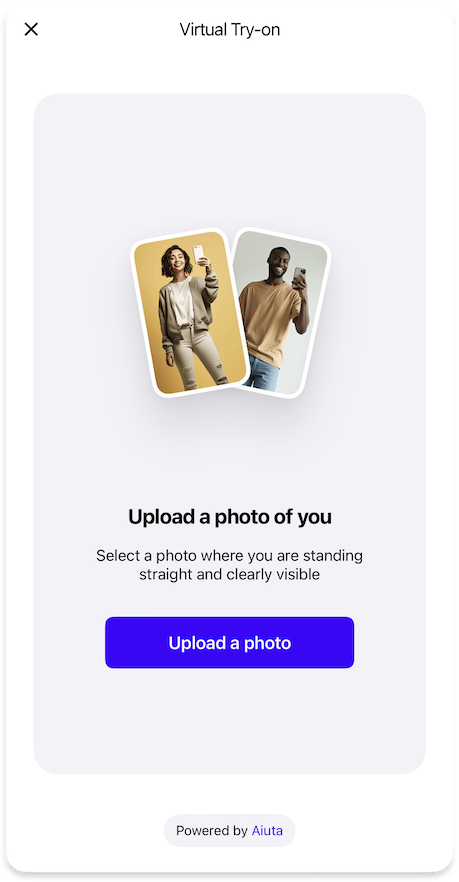 Virtual Try-on
Upload a photo of you
Select a photo where you are standing
straight and clearly visible
Upload a photo
Powered by Aiuta